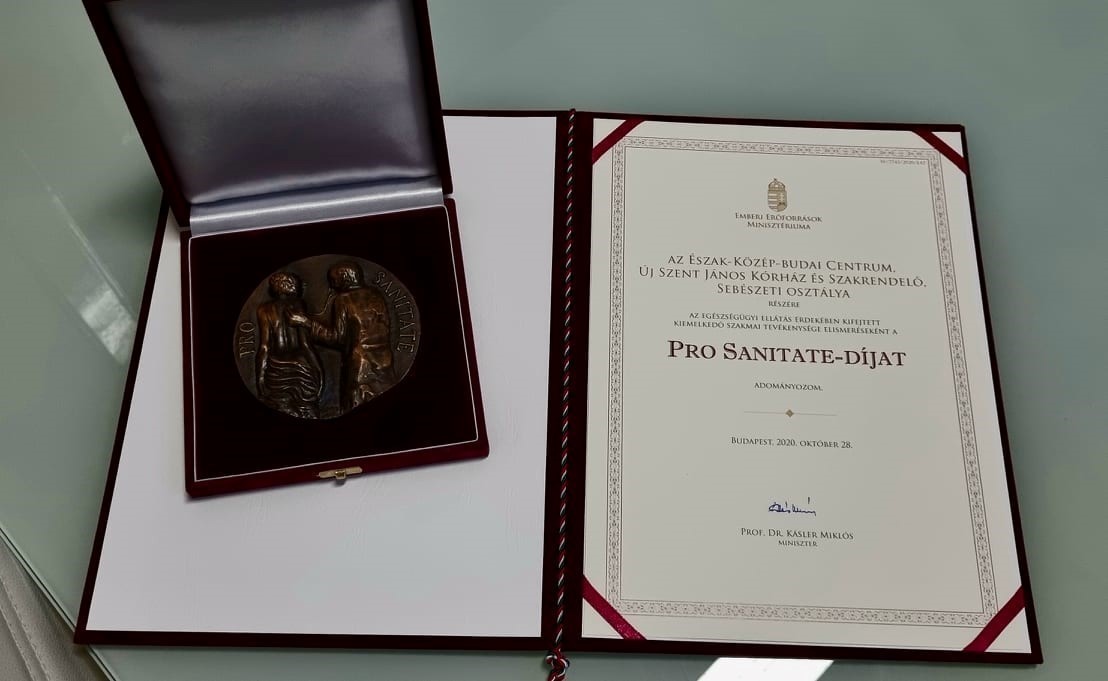 PRO
SANITATE
EMBERI ERŐFORRÁSOK
MINISZTÉRIUMA
AZ ÉSZAK-KÖZÉP-BUDAI CENTRUM,
ÚJ SZENT JÁNOS KÓRHÁZ ÉS SZAKRENDELŐ,
SEBÉSZETI OSZTÁLYA
RÉSZÉRE
AZ EGÉSZSÉGÜGYI ELLÁTÁS ÉRDEKÉBEN KIFEJTETT
KIEMELKEDŐ SZAKMAI TEVÉKENYSÉGE ELISMERÉSEKÉNT A
PRO SANITATE-DÍJAT
ADOMÁNYOZOM.
BUDAPEST, 2020. OKTÓBER 28.
PROF. DR. KÁSLER MIKLÓS
MINISZTER